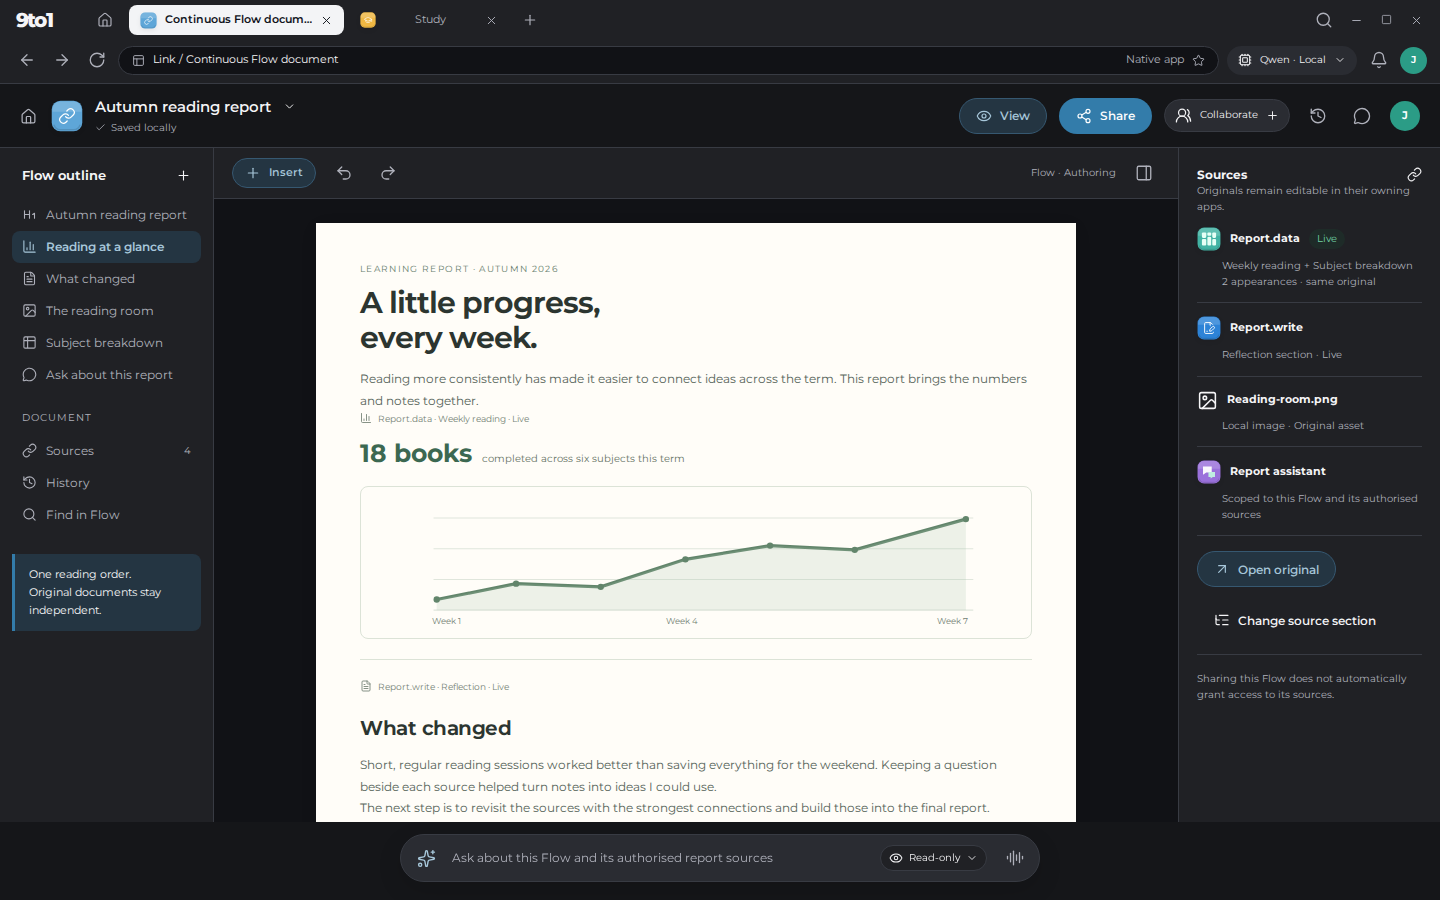 9to1
Continuous Flow docum...
Study
Link / Continuous Flow document
Native app
Qwen · Local
J
Autumn reading report
Saved locally
View
Share
Collaborate
J
Flow outline
Autumn reading report
Reading at a glance
What changed
The reading room
Subject breakdown
Ask about this report
DOCUMENT
Sources
4
History
Find in Flow
One reading order.
Original documents stay
independent.
Insert
Flow · Authoring
LEARNING REPORT · AUTUMN 2026
A little progress,
every week.
Reading more consistently has made it easier to connect ideas across the term. This report brings the numbers
and notes together.
Report.data · Weekly reading · Live
18 books completed across six subjects this term
Week 1
Week 4
Week 7
Report.write · Reflection · Live
What changed
Short, regular reading sessions worked better than saving everything for the weekend. Keeping a question
beside each source helped turn notes into ideas I could use.
The next step is to revisit the sources with the strongest connections and build those into the final report.
Sources
Originals remain editable in their owning
apps.
Report.data
Live
Weekly reading + Subject breakdown
2 appearances · same original
Report.write
Reflection section · Live
Reading-room.png
Local image · Original asset
Report assistant
Scoped to this Flow and its authorised
sources
Open original
Change source section
Sharing this Flow does not automatically
grant access to its sources.
Ask about this Flow and its authorised report sources
Read-only